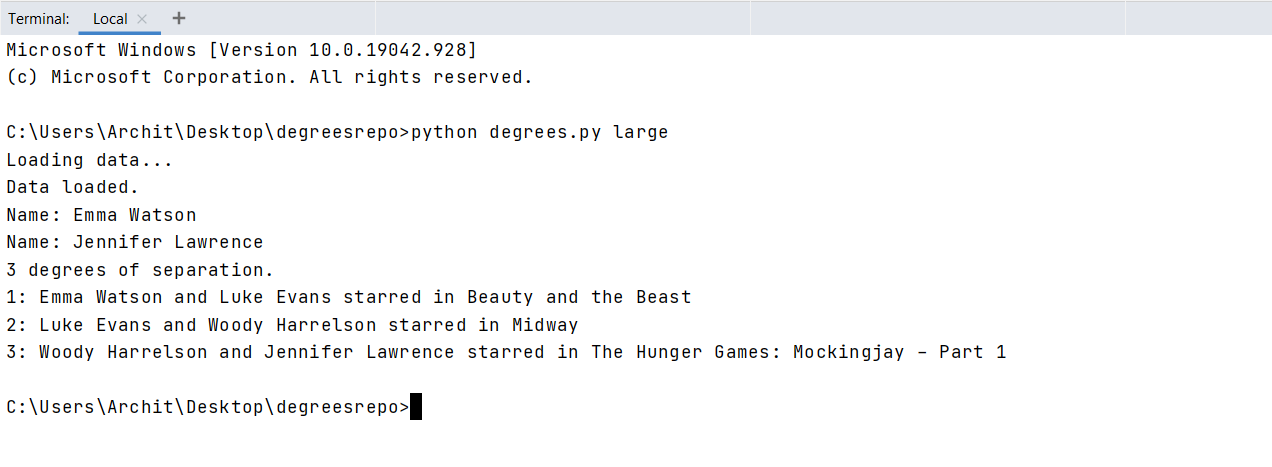 Terminal: Local × +
Microsoft Windows [Version 10.0.19042.928]
(c) Microsoft Corporation. All rights reserved.
C:\Users\Archit\Desktop\degreesrepo>python degrees.py large
Loading data...
Data loaded.
Name: Emma Watson
Name: Jennifer Lawrence
3 degrees of separation.
1: Emma Watson and Luke Evans starred in Beauty and the Beast
2: Luke Evans and Woody Harrelson starred in Midway
3: Woody Harrelson and Jennifer Lawrence starred in The Hunger Games: Mockingjay - Part 1
C:\Users\Archit\Desktop\degreesrepo>